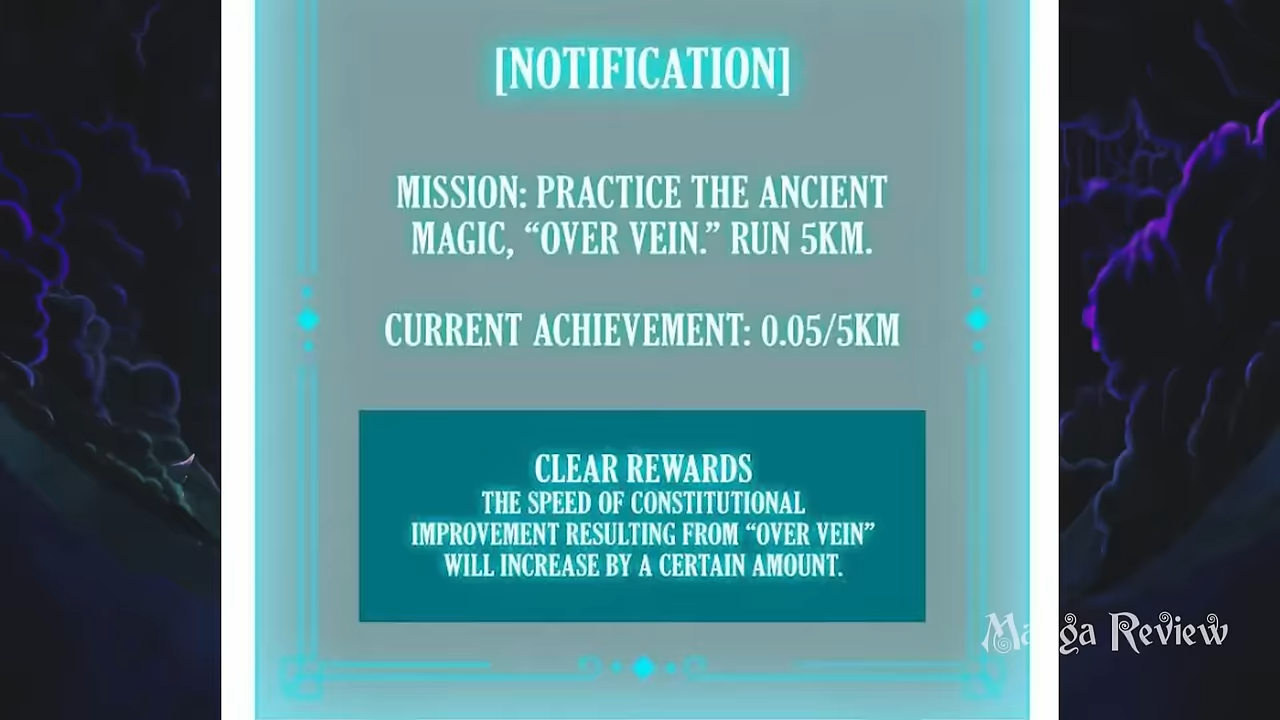 [NOTIFICATION]
MISSION: PRACTICE THE ANCIENT
MAGIC, “OVER VEIN.” RUN 5KM.
CURRENT ACHIEVEMENT: 0.05/5KM
CLEAR REWARDS
THE SPEED OF CONSTITUTIONAL
IMPROVEMENT RESULTING FROM “OVER VEIN”
WILL INCREASE BY A CERTAIN AMOUNT.
Manga Review